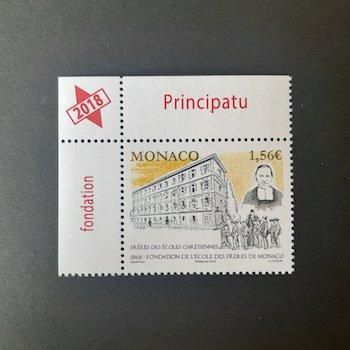 2018
Principatu
fondation
MONACO 1,56€
FRÈRES DES ÉCOLES CHRÉTIENNES
1868 : FONDATION DE L'ÉCOLE DES FRÈRES DE MONACO